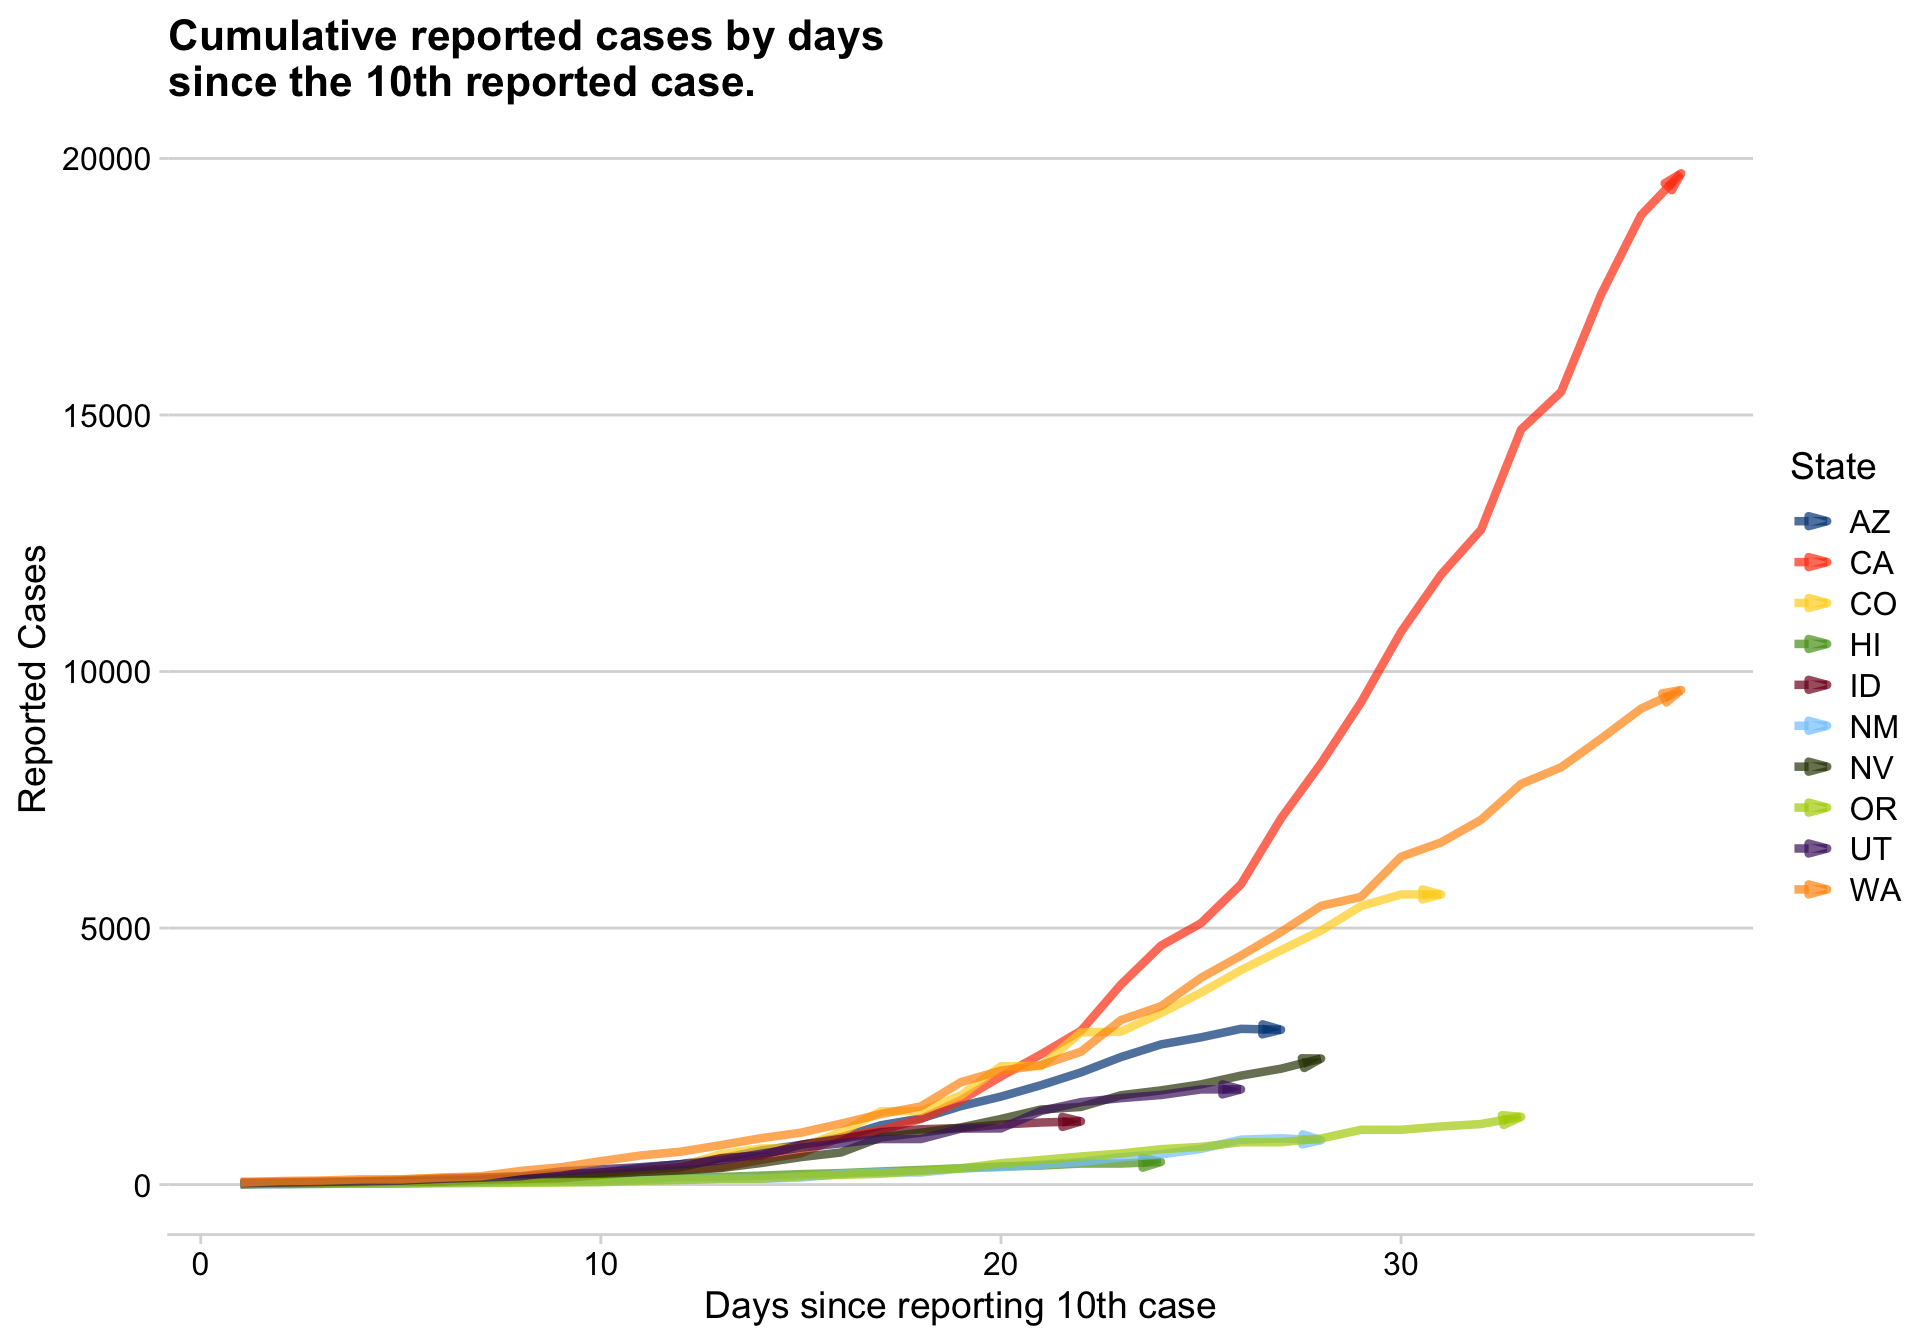 Cumulative reported cases by days
since the 10th reported case.
20000
15000
10000
5000
0
Reported Cases
0 10 20 30
Days since reporting 10th case
State
AZ
CA
CO
HI
ID
NM
NV
OR
UT
WA